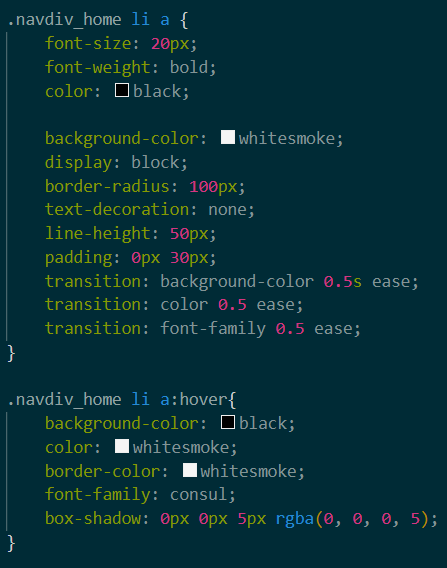 .navdiv_home li a {
    font-size: 20px;
    font-weight: bold;
    color: black;

    background-color: whitesmoke;
    display: block;
    border-radius: 100px;
    text-decoration: none;
    line-height: 50px;
    padding: 0px 30px;
    transition: background-color 0.5s ease;
    transition: color 0.5 ease;
    transition: font-family 0.5 ease;
}

.navdiv_home li a:hover{
    background-color: black;
    color: whitesmoke;
    border-color: whitesmoke;
    font-family: consul;
    box-shadow: 0px 0px 5px rgba(0, 0, 0, 5);
}